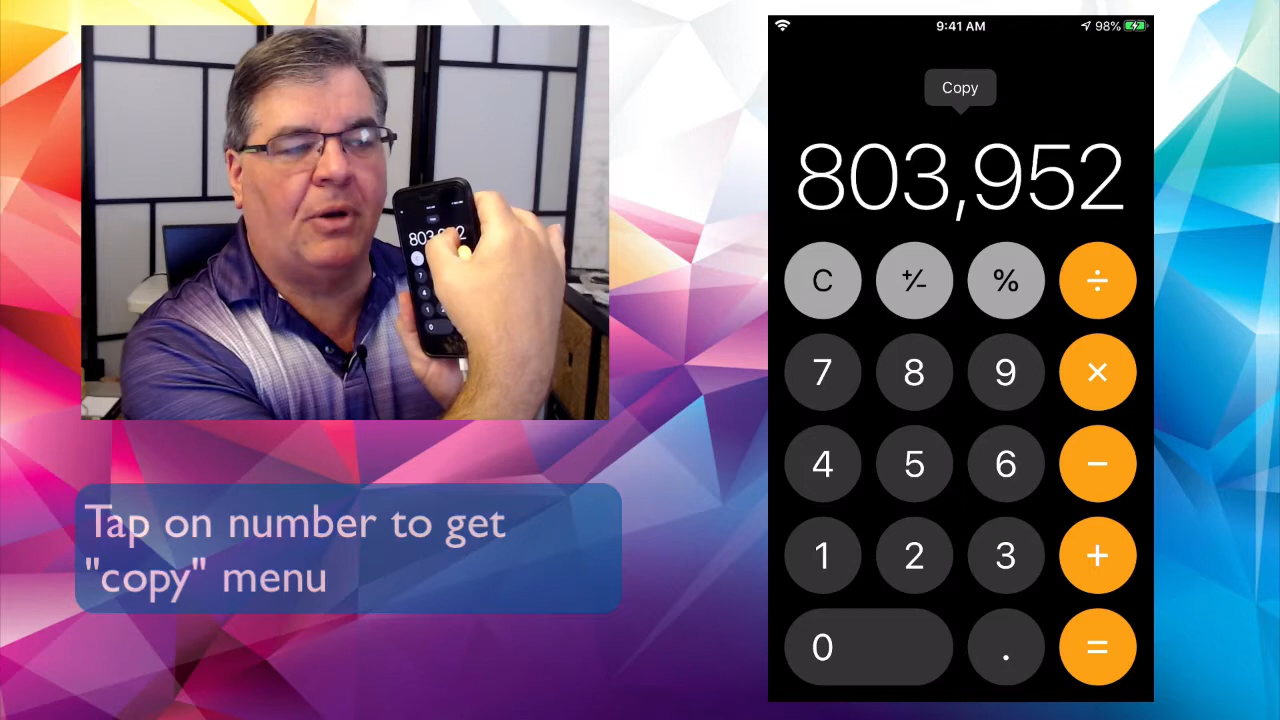 9:41 AM
98%
Copy
803,952
C +/- % ÷
7 8 9 ×
4 5 6 −
1 2 3 +
0 . =
Tap on number to get
"copy" menu